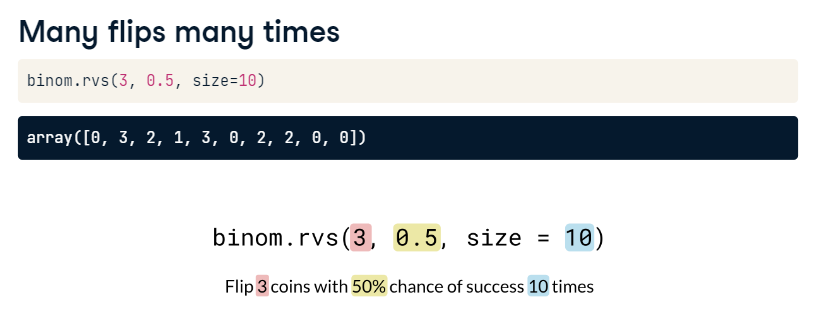 Many flips many times
binom.rvs(3, 0.5, size=10)
array([0, 3, 2, 1, 3, 0, 2, 2, 0, 0])
binom.rvs(3, 0.5, size = 10)
Flip 3 coins with 50% chance of success 10 times